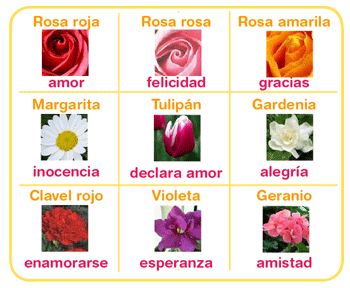 Rosa roja
Rosa rosa
Rosa amarila
amor
felicidad
gracias
Margarita
Tulipán
Gardenia
inocencia
declara amor
alegría
Clavel rojo
Violeta
Geranio
enamorarse
esperanza
amistad